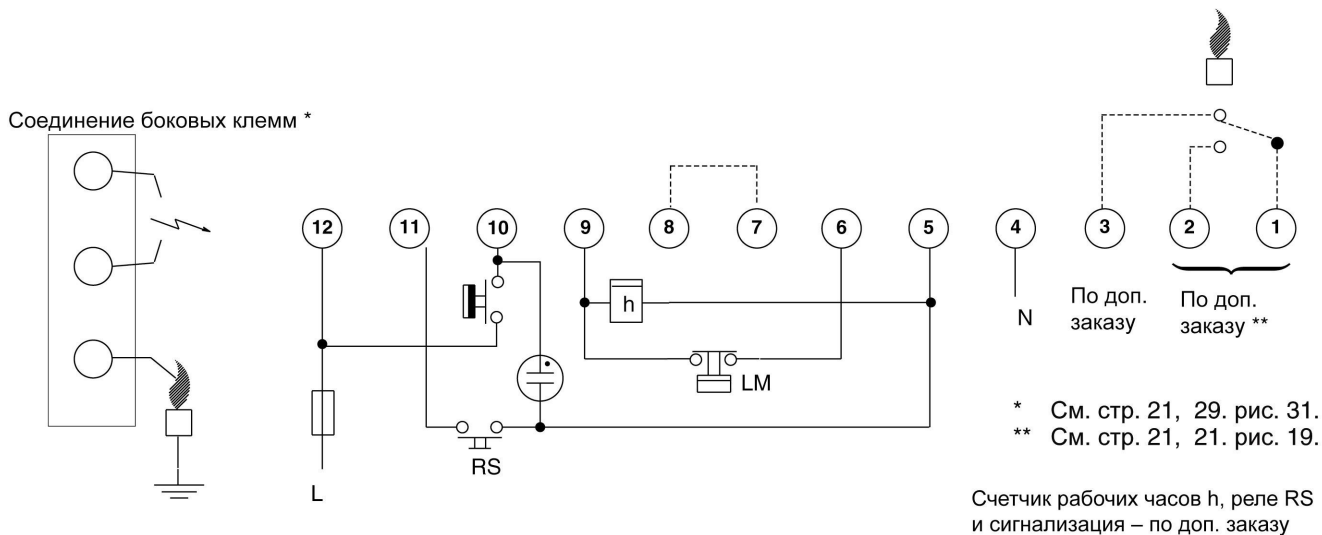 Соединение боковых клемм *
12
11
10
9
8
7
6
5
4
3
2
1
h
LM
RS
L
N
По доп.
заказу
По доп.
заказу **
* См. стр. 21, 29. рис. 31.
** См. стр. 21, 21. рис. 19.
Счетчик рабочих часов h, реле RS
и сигнализация – по доп. заказу